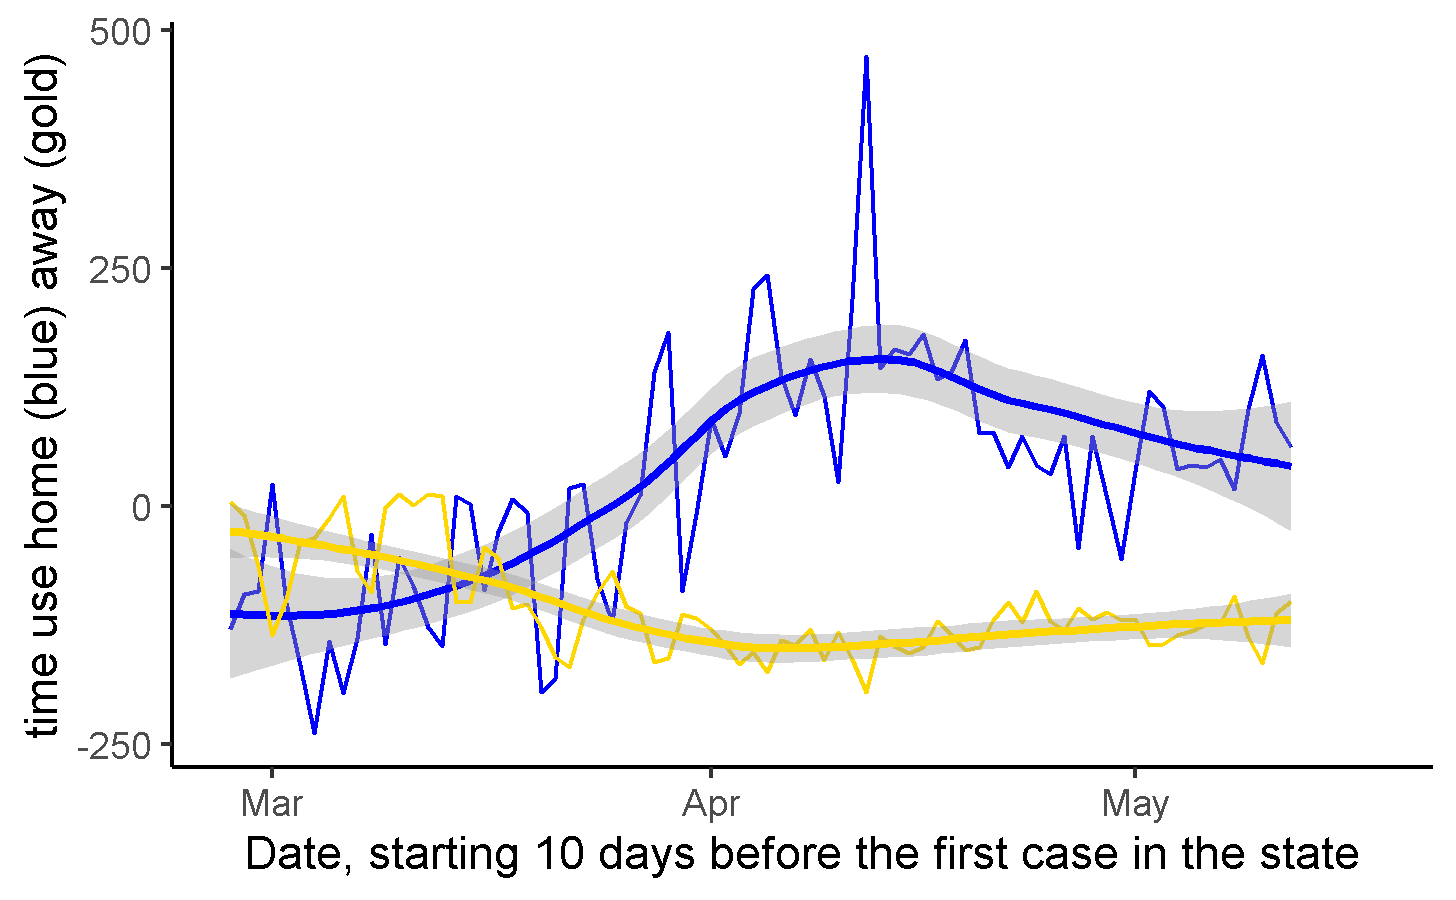 time use home (blue) away (gold)
500
250
0
-250
Mar
Apr
May
Date, starting 10 days before the first case in the state